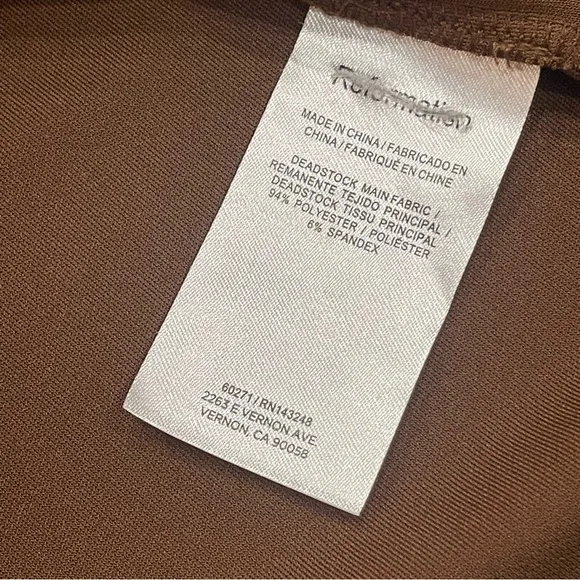 Reformation
MADE IN CHINA / FABRICADO EN
CHINA / FABRIQUÉ EN CHINE
DEADSTOCK MAIN FABRIC /
REMANENTE TEJIDO PRINCIPAL /
DEADSTOCK TISSU PRINCIPAL
94% POLYESTER / POLIÉSTER
6% SPANDEX
60271 / RN143248
2263 E VERNON AVE
VERNON, CA 90058